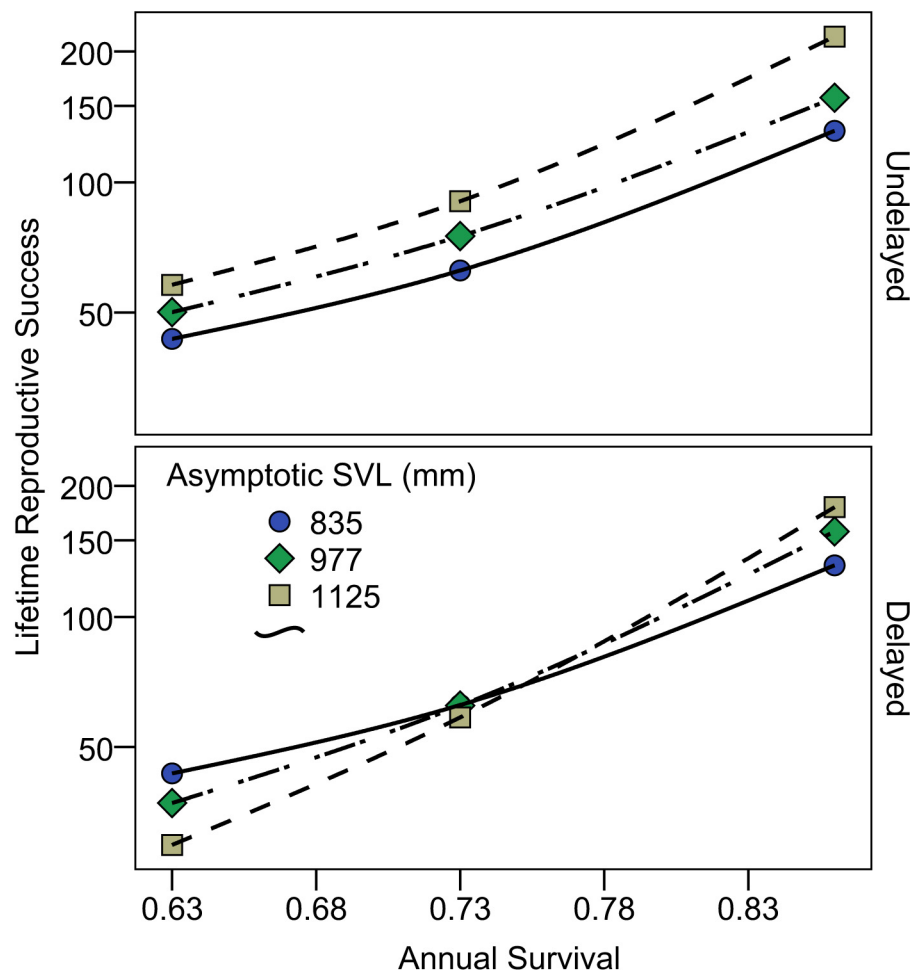 200
150
100
50
Undelayed
Lifetime Reproductive Success
Asymptotic SVL (mm)
835
977
1125
200
150
100
50
Delayed
0.63 0.68 0.73 0.78 0.83
Annual Survival